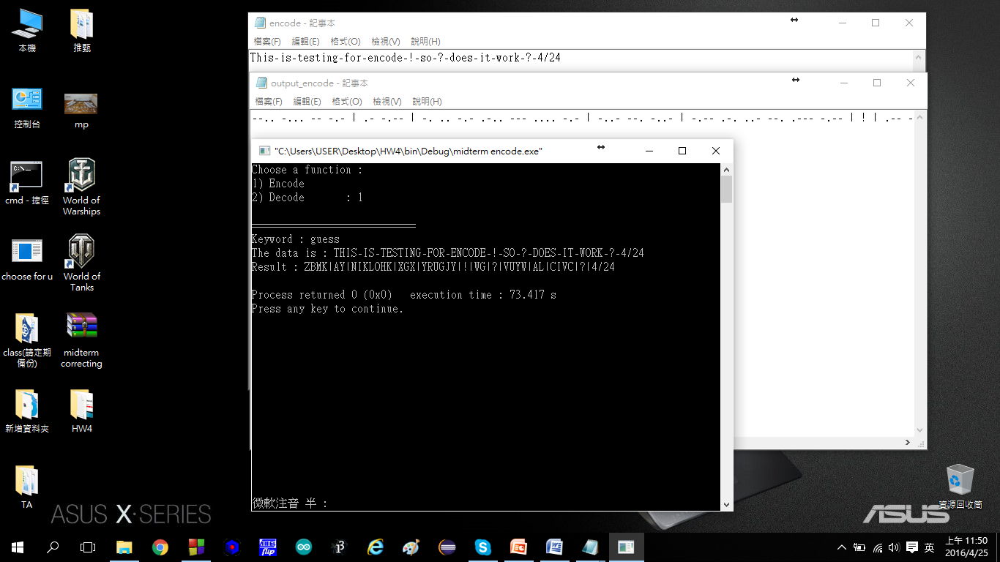 本機
推甄
控制台
mp
cmd - 捷徑
World of
Warships
choose for u
World of
Tanks
class(請定期
備份)
midterm
correcting
新增資料夾
HW4
TA
ASUS X·SERIES
encode - 記事本
檔案(F) 編輯(E) 格式(O) 檢視(V) 說明(H)
This-is-testing-for-encode-!-so-?-does-it-work-?-4/24
output_encode - 記事本
檔案(F) 編輯(E) 格式(O) 檢視(V) 說明(H)
--.. -... -- -.- | .- -.-- | -. .. -.- .-.. --- .... -.- | -..- --. -..- | -.-- .-. ..- --. .--- -.-- | ! | .-- -
"C:\Users\USER\Desktop\HW4\bin\Debug\midterm encode.exe"
Choose a function :
1) Encode
2) Decode : 1
============================
Keyword : guess
The data is : THIS-IS-TESTING-FOR-ENCODE-!-SO-?-DOES-IT-WORK-?-4/24
Result : ZBMK|AY|NIKLOHK|XGX|YRUGJY|!|WG|?|VUYW|AL|CIVC|?|4/24
Process returned 0 (0x0) execution time : 73.417 s
Press any key to continue.
微軟注音 半 :
資源回收筒
ASUS
英
上午 11:50
2016/4/25